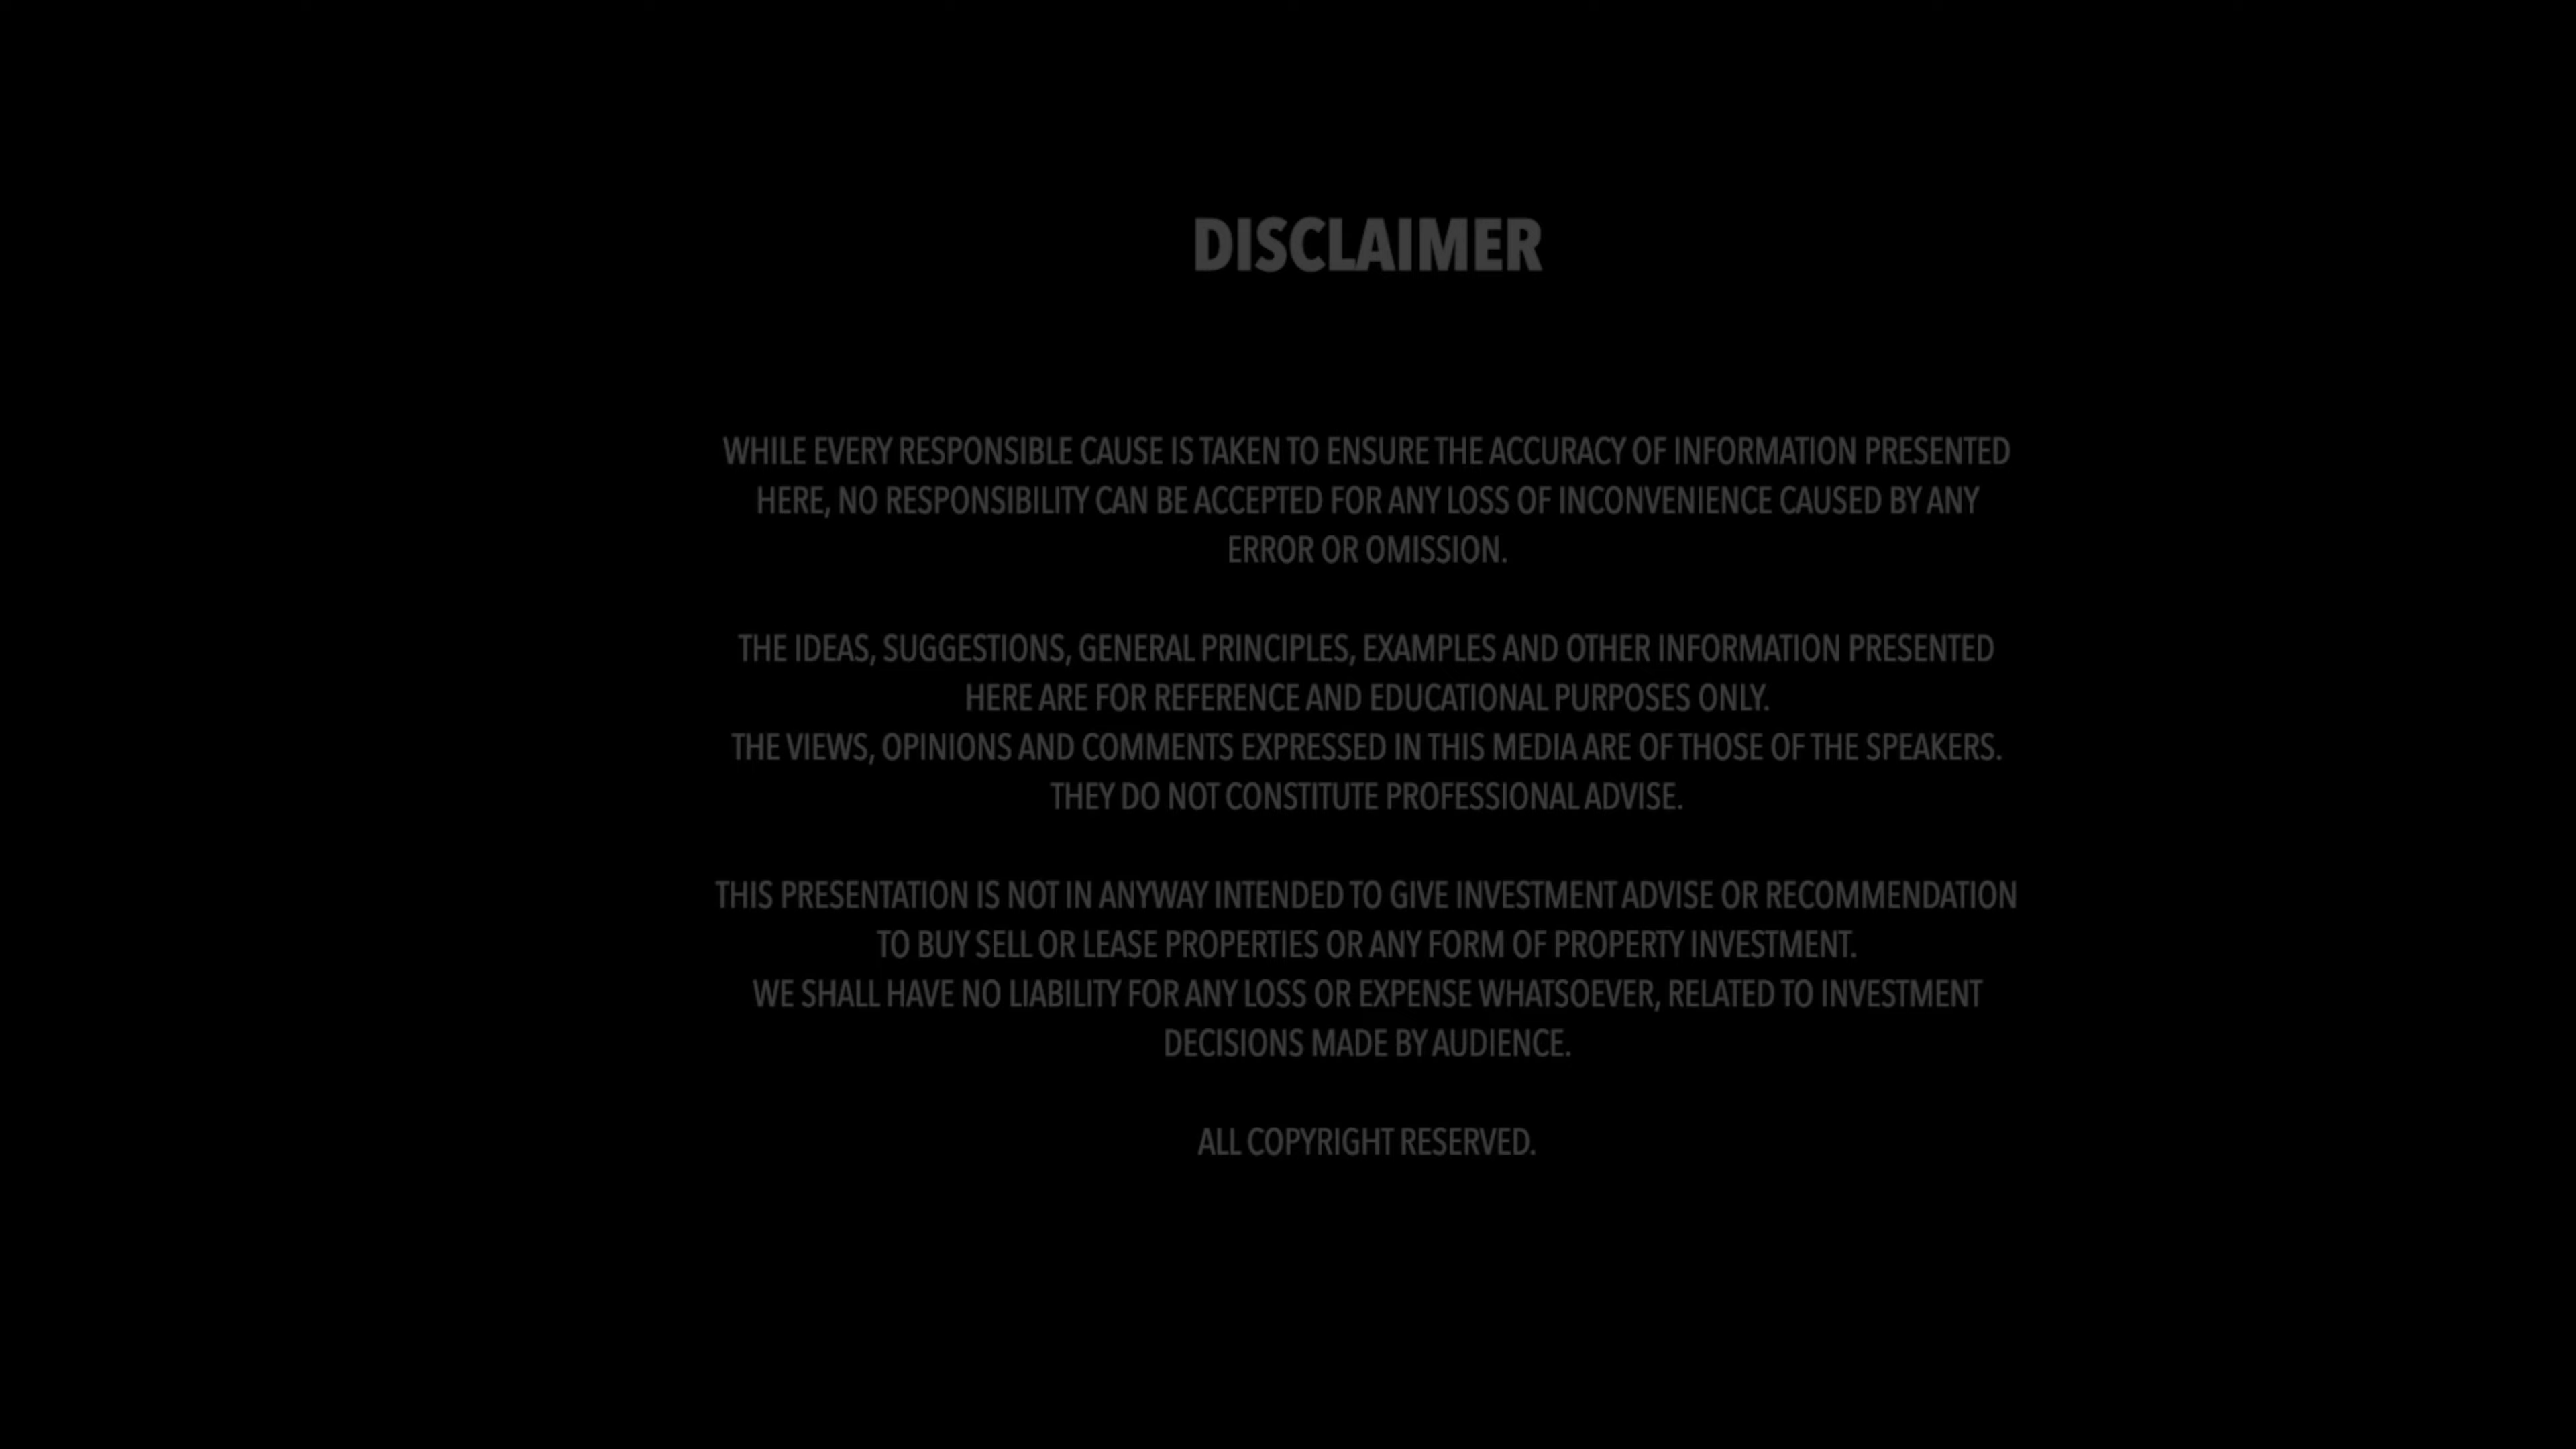 DISCLAIMER
WHILE EVERY RESPONSIBLE CAUSE IS TAKEN TO ENSURE THE ACCURACY OF INFORMATION PRESENTED
HERE, NO RESPONSIBILITY CAN BE ACCEPTED FOR ANY LOSS OF INCONVENIENCE CAUSED BY ANY
ERROR OR OMISSION.
THE IDEAS, SUGGESTIONS, GENERAL PRINCIPLES, EXAMPLES AND OTHER INFORMATION PRESENTED
HERE ARE FOR REFERENCE AND EDUCATIONAL PURPOSES ONLY.
THE VIEWS, OPINIONS AND COMMENTS EXPRESSED IN THIS MEDIA ARE OF THOSE OF THE SPEAKERS.
THEY DO NOT CONSTITUTE PROFESSIONAL ADVISE.
THIS PRESENTATION IS NOT IN ANYWAY INTENDED TO GIVE INVESTMENT ADVISE OR RECOMMENDATION
TO BUY SELL OR LEASE PROPERTIES OR ANY FORM OF PROPERTY INVESTMENT.
WE SHALL HAVE NO LIABILITY FOR ANY LOSS OR EXPENSE WHATSOEVER, RELATED TO INVESTMENT
DECISIONS MADE BY AUDIENCE.
ALL COPYRIGHT RESERVED.